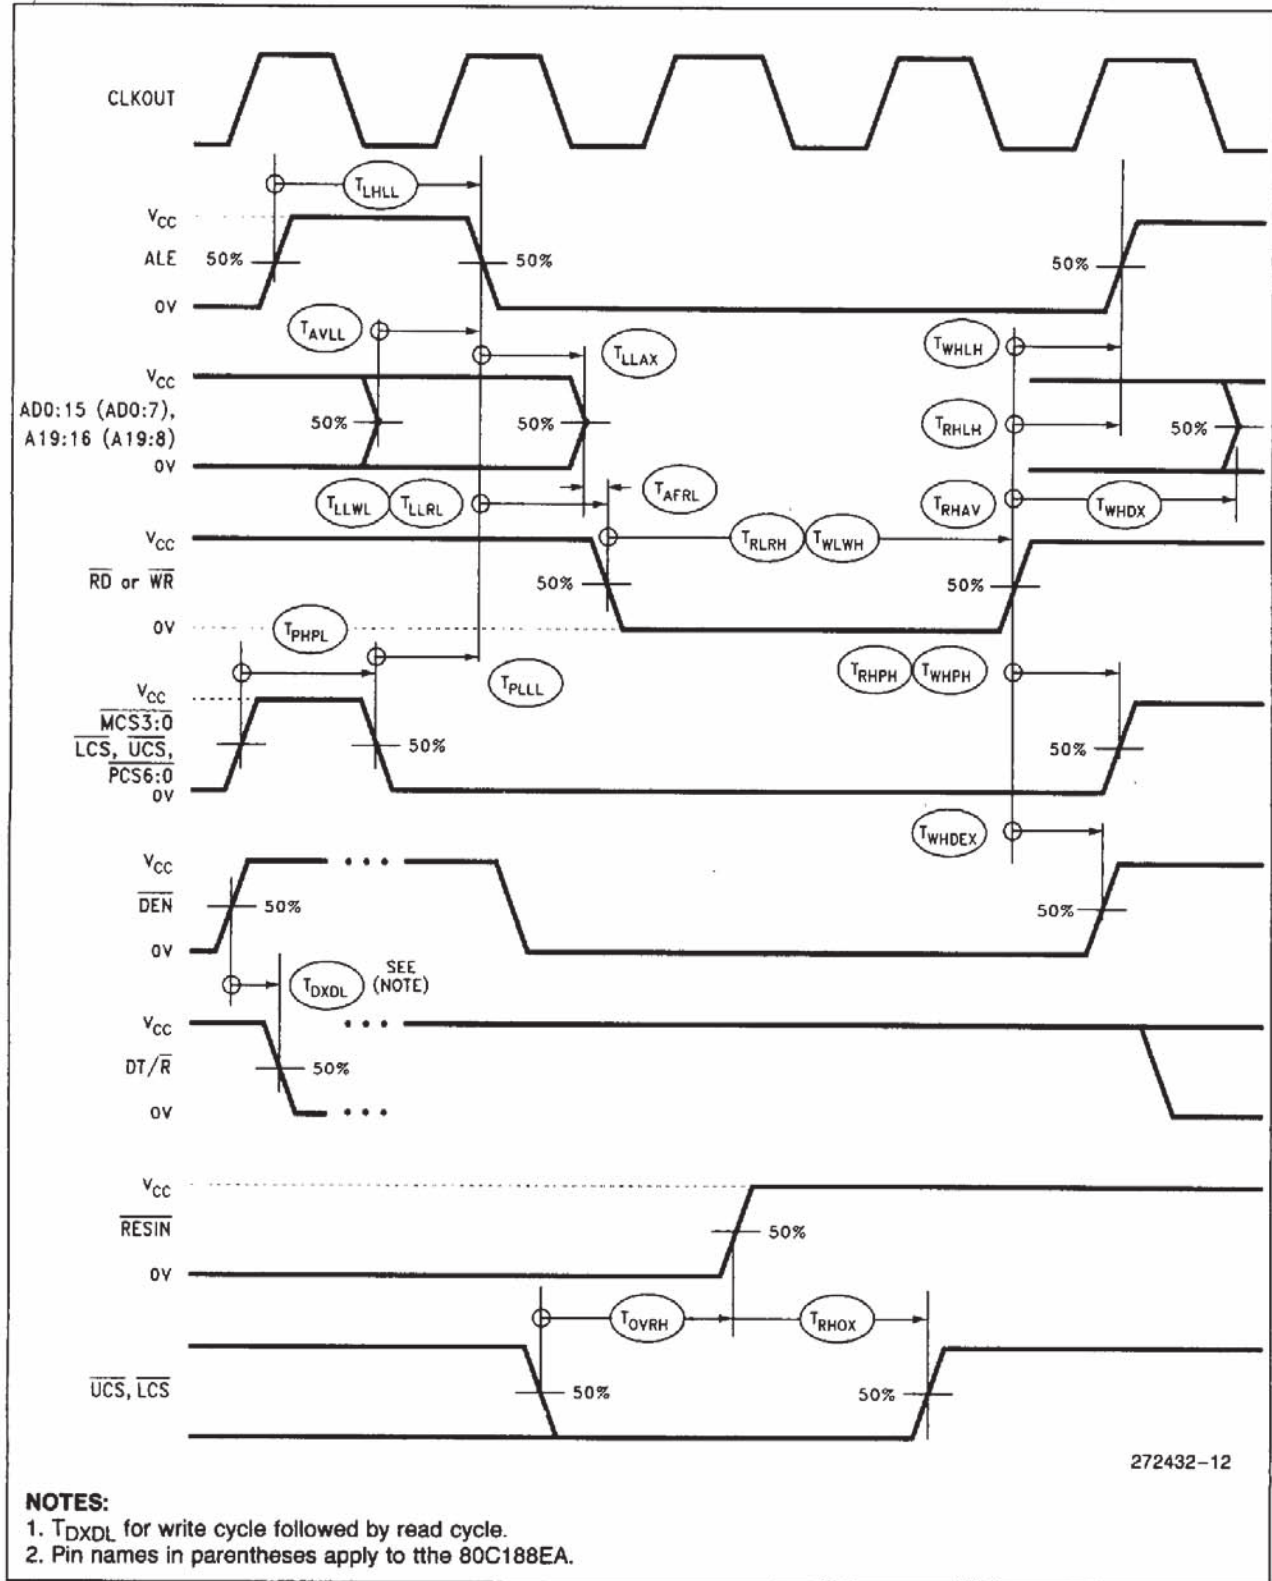 CLKOUT
TLHLL
VCC
ALE 50% 50% 50%
0V
TAVLL TWHLH
TLLAX
VCC
AD0:15 (AD0:7), 50% 50% TRHLH 50%
A19:16 (A19:8)
0V
TLLWL TLLRL TAFRL TRHAV TWHDX
VCC TRLRH TWLWH
RD or WR 50% 50%
0V
TPHPL
TPLLL TRHPH TWHPH
VCC
MCS3:0
LCS, UCS, 50% 50%
PCS6:0
0V
TWHDEX
VCC
DEN 50% 50%
0V
TDXDL SEE (NOTE)
VCC
DT/R 50%
0V
VCC
RESIN 50%
0V
TOVRH TRHOX
UCS, LCS 50% 50%
272432-12
NOTES:
1. TDXDL for write cycle followed by read cycle.
2. Pin names in parentheses apply to tthe 80C188EA.